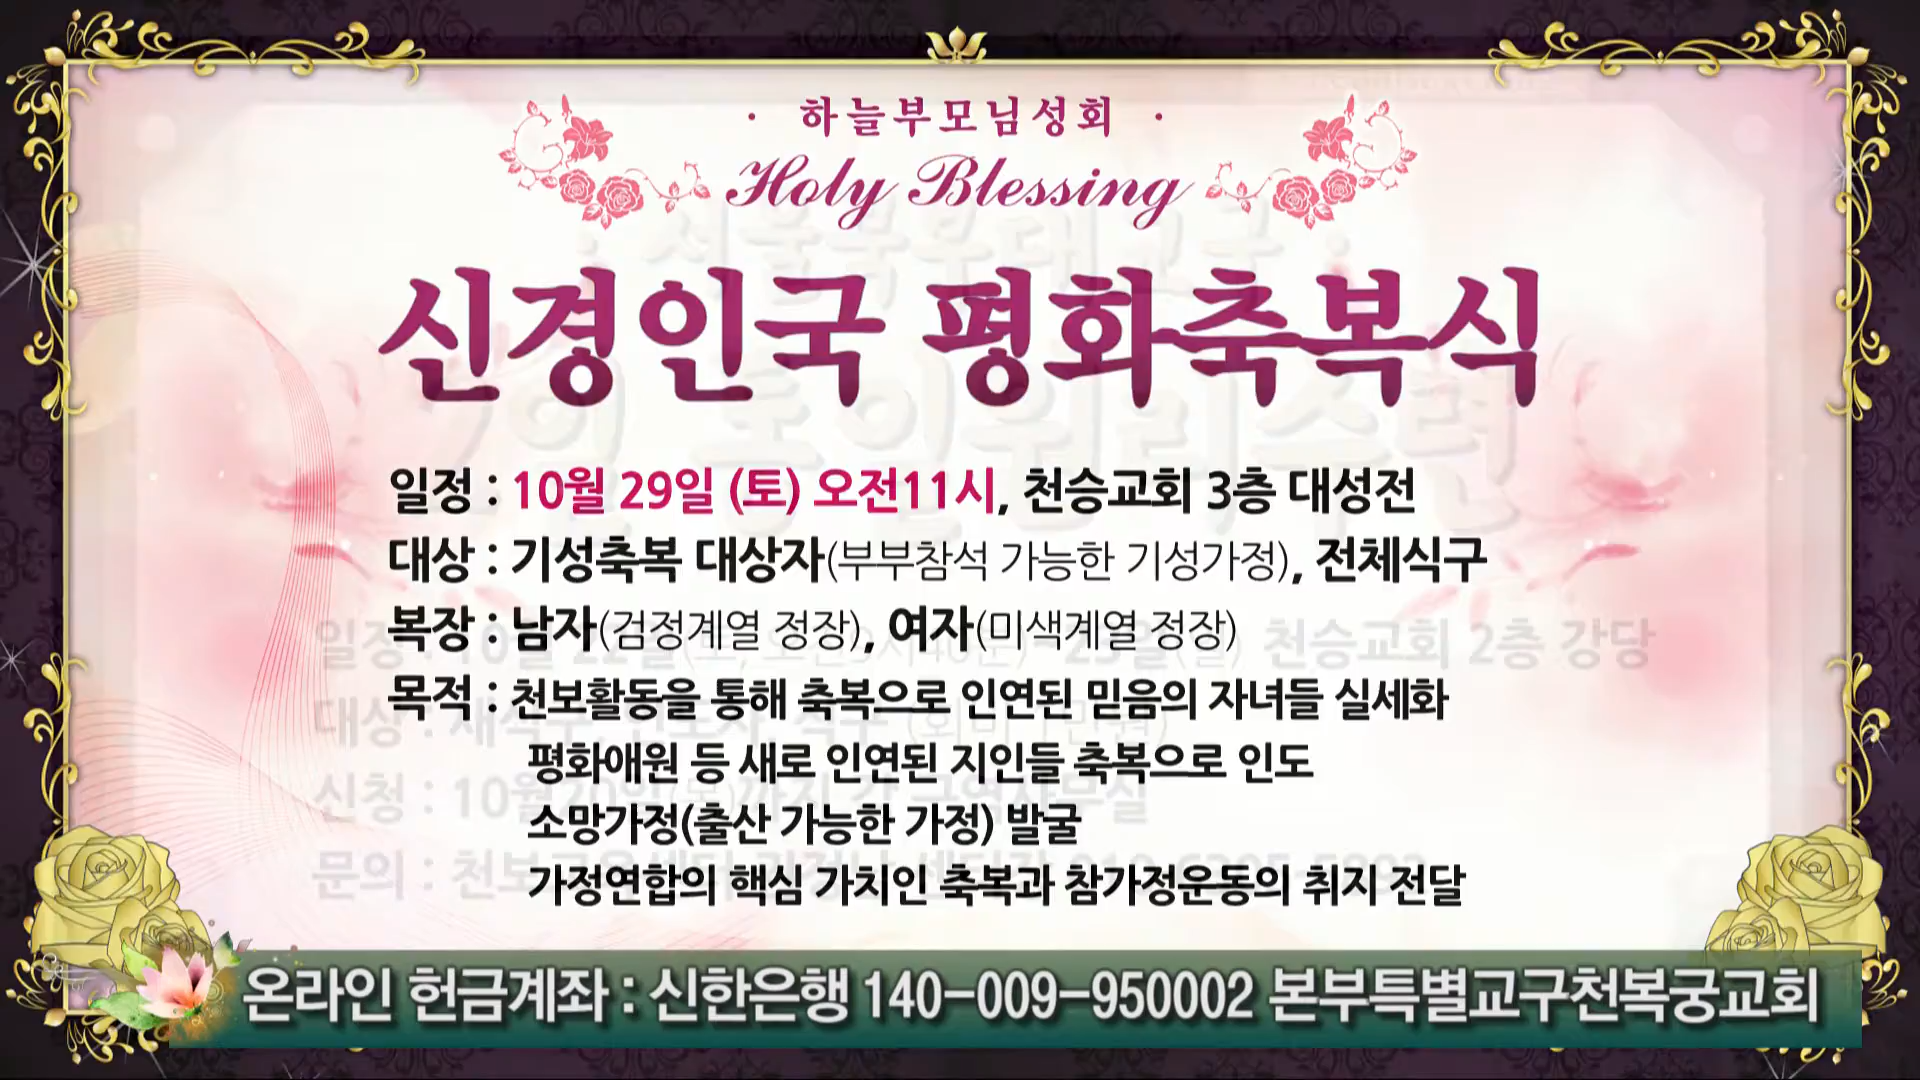 · 하늘부모님성회 ·
Holy Blessing
신경인국 평화축복식
일정 : 10월 29일 (토) 오전11시, 천승교회 3층 대성전
대상 : 기성축복 대상자(부부참석 가능한 기성가정), 전체식구
복장 : 남자(검정계열 정장), 여자(미색계열 정장)
목적 : 천보활동을 통해 축복으로 인연된 믿음의 자녀들 실세화
평화애원 등 새로 인연된 지인들 축복으로 인도
소망가정(출산 가능한 가정) 발굴
가정연합의 핵심 가치인 축복과 참가정운동의 취지 전달
온라인 헌금계좌 : 신한은행 140-009-950002 본부특별교구천복궁교회